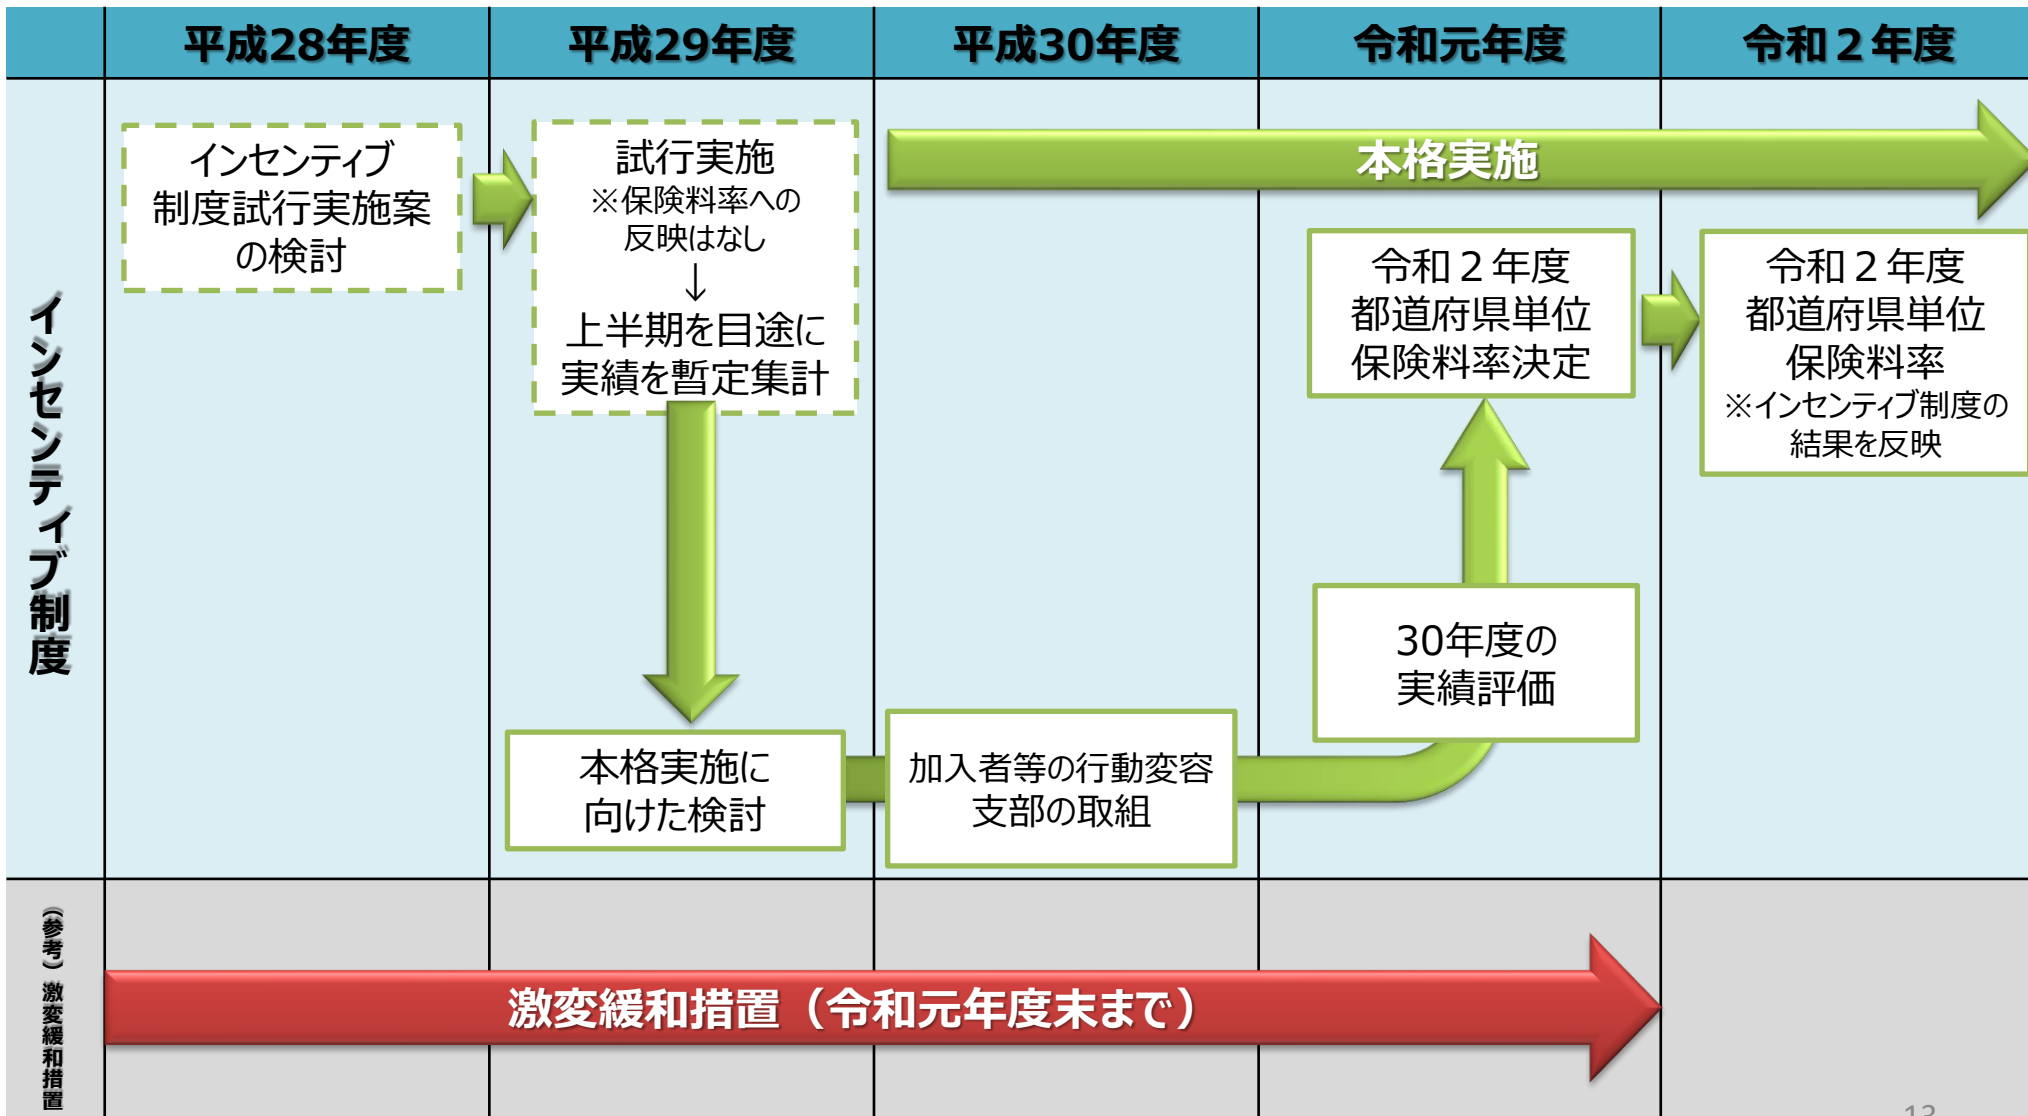 平成28年度
平成29年度
平成30年度
令和元年度
令和２年度
インセンティブ制度
インセンティブ
制度試行実施案
の検討
試行実施
※保険料率への
反映はなし
↓
上半期を目途に
実績を暫定集計
本格実施
令和２年度
都道府県単位
保険料率決定
令和２年度
都道府県単位
保険料率
※インセンティブ制度の
結果を反映
30年度の
実績評価
本格実施に
向けた検討
加入者等の行動変容
支部の取組
（参考）激変緩和措置
激変緩和措置（令和元年度末まで）
13